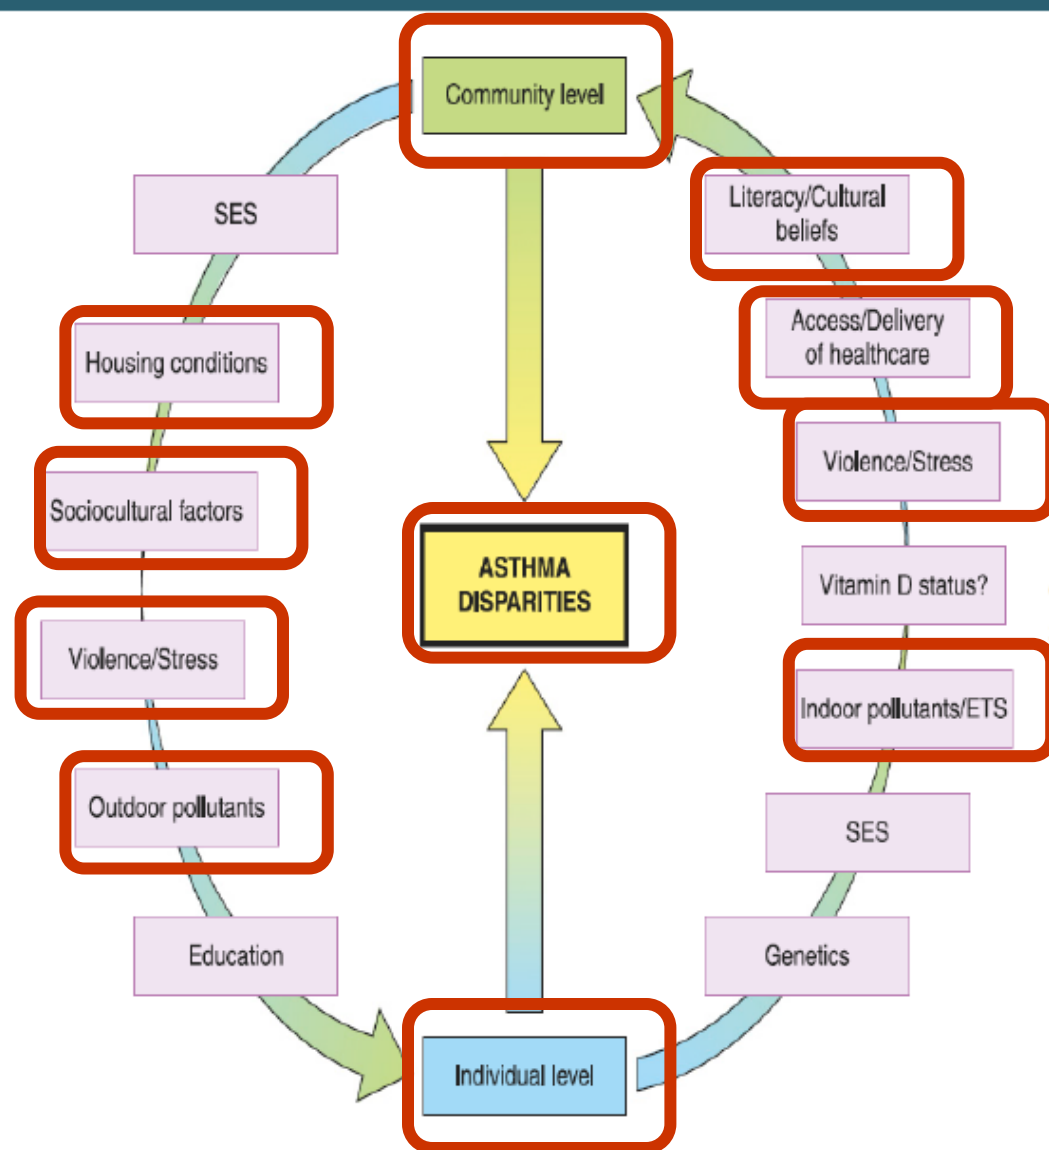 Community level
SES
Housing conditions
Sociocultural factors
Violence/Stress
Outdoor pollutants
Education
ASTHMA
DISPARITIES
Individual level
Literacy/Cultural
beliefs
Access/Delivery
of healthcare
Violence/Stress
Vitamin D status?
Indoor pollutants/ETS
SES
Genetics